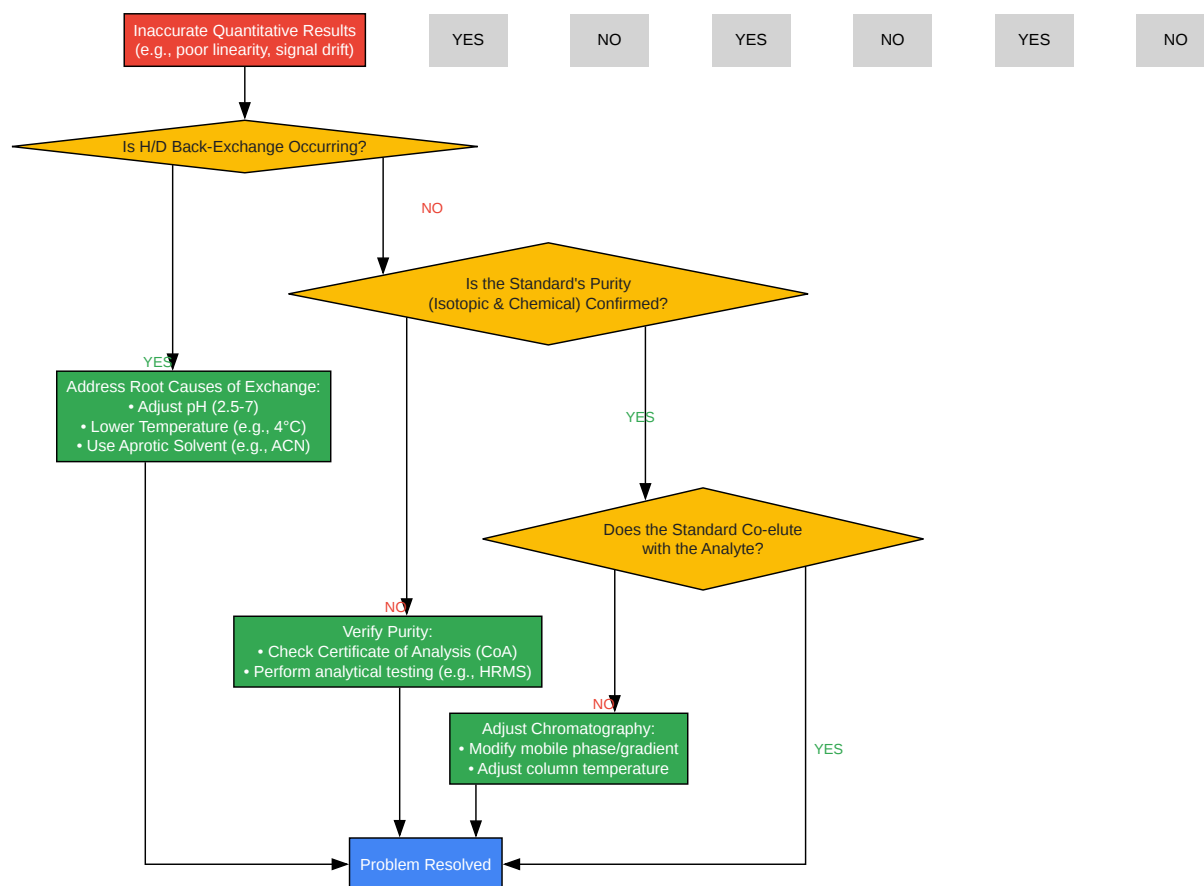 Inaccurate Quantitative Results
(e.g., poor linearity, signal drift)
YES
NO
YES
NO
YES
NO
Is H/D Back-Exchange Occurring?
NO
Is the Standard's Purity
(Isotopic & Chemical) Confirmed?
YES
Address Root Causes of Exchange:
• Adjust pH (2.5-7)
• Lower Temperature (e.g., 4°C)
• Use Aprotic Solvent (e.g., ACN)
YES
Does the Standard Co-elute
with the Analyte?
NO
Verify Purity:
• Check Certificate of Analysis (CoA)
• Perform analytical testing (e.g., HRMS)
NO
Adjust Chromatography:
• Modify mobile phase/gradient
• Adjust column temperature
YES
Problem Resolved